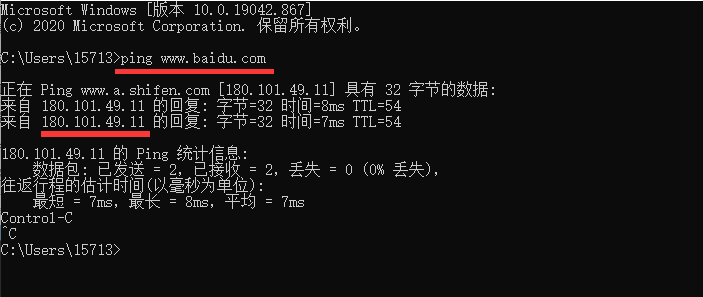 Microsoft Windows [版本 10.0.19042.867]
(c) 2020 Microsoft Corporation. 保留所有权利。
C:\Users\15713>ping www.baidu.com
正在 Ping www.a.shifen.com [180.101.49.11] 具有 32 字节的数据:
来自 180.101.49.11 的回复: 字节=32 时间=8ms TTL=54
来自 180.101.49.11 的回复: 字节=32 时间=7ms TTL=54
180.101.49.11 的 Ping 统计信息:
    数据包: 已发送 = 2, 已接收 = 2, 丢失 = 0 (0% 丢失),
往返行程的估计时间(以毫秒为单位):
    最短 = 7ms, 最长 = 8ms, 平均 = 7ms
Control-C
^C
C:\Users\15713>